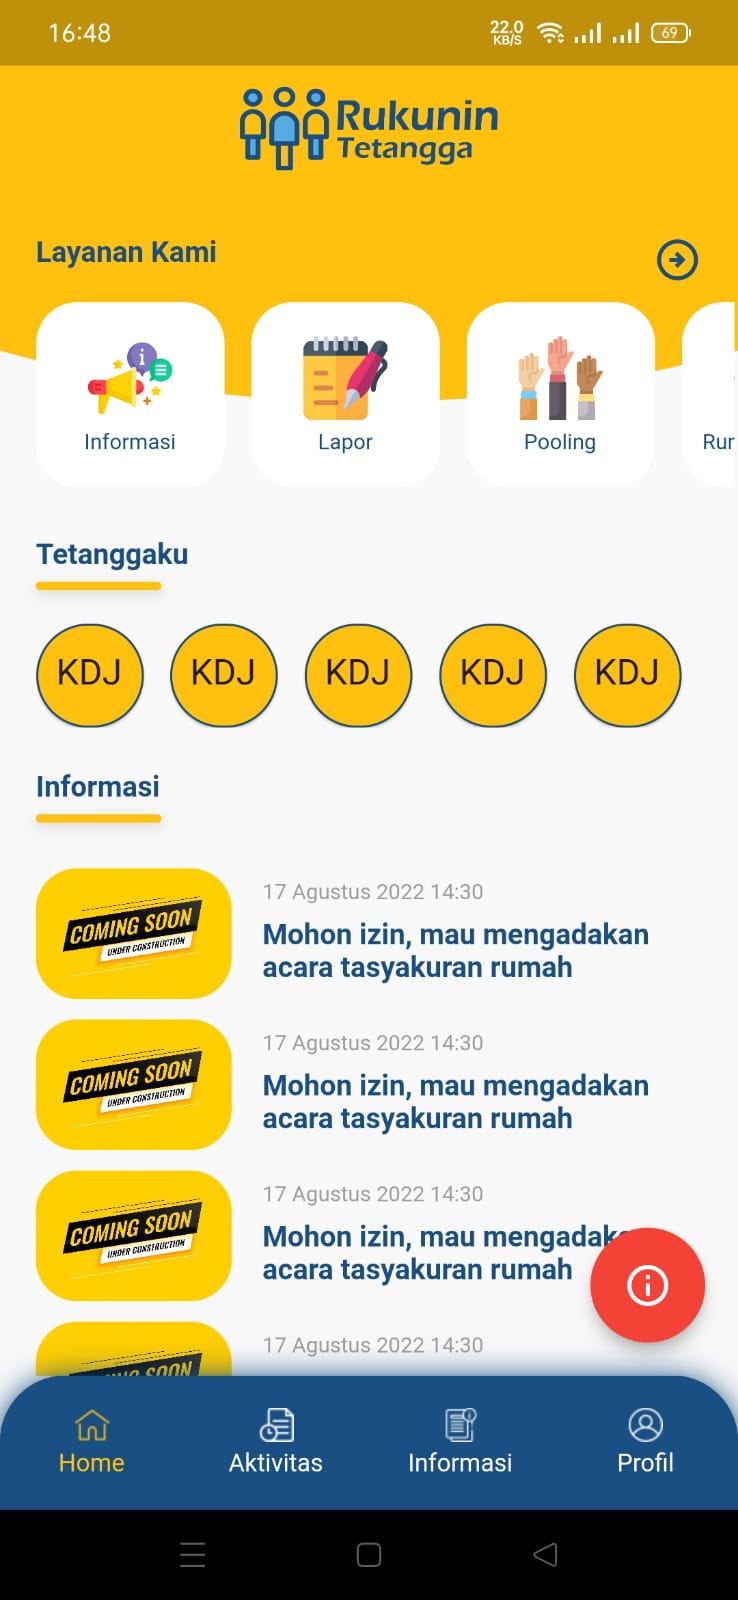 16:48
22.0
KB/S
69
Rukunin
Tetangga
Layanan Kami
Informasi
Lapor
Pooling
Rur
Tetanggaku
KDJ
KDJ
KDJ
KDJ
KDJ
Informasi
COMING SOON
UNDER CONSTRUCTION
17 Agustus 2022 14:30
Mohon izin, mau mengadakan
acara tasyakuran rumah
COMING SOON
UNDER CONSTRUCTION
17 Agustus 2022 14:30
Mohon izin, mau mengadakan
acara tasyakuran rumah
COMING SOON
UNDER CONSTRUCTION
17 Agustus 2022 14:30
Mohon izin, mau mengadak
acara tasyakuran rumah
SOON
17 Agustus 2022 14:30
Home
Aktivitas
Informasi
Profil